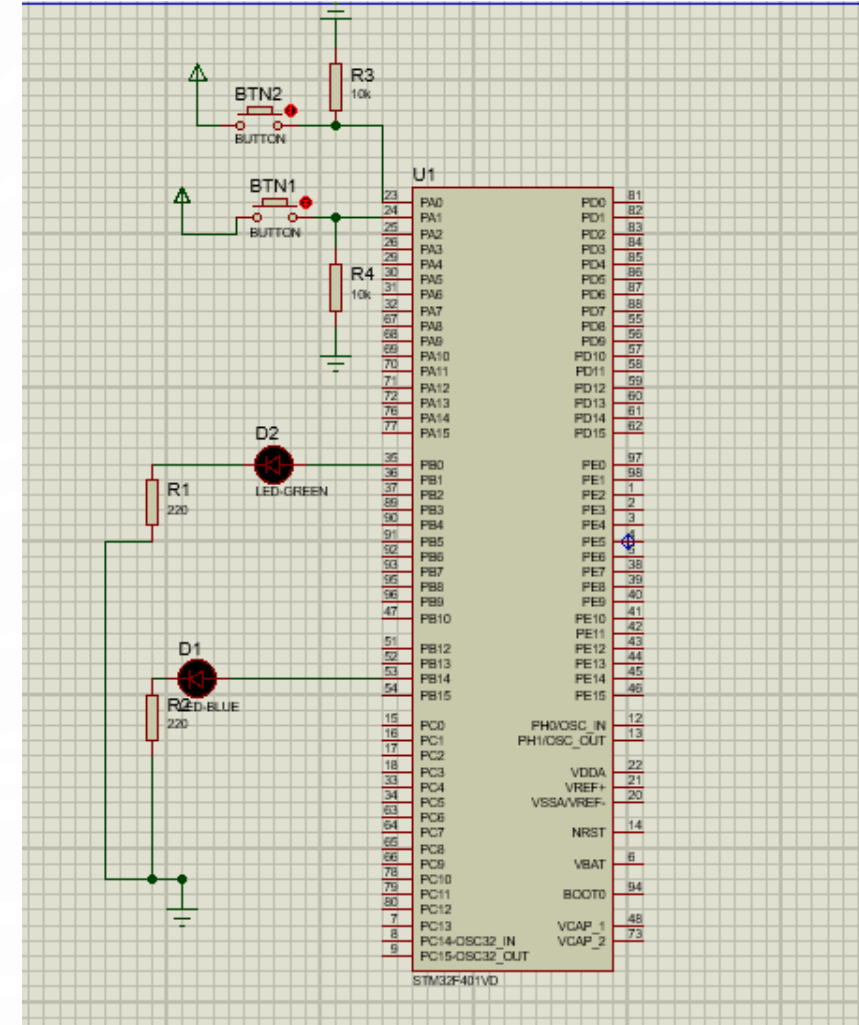 R3
10k
BTN2
BUTTON
U1
BTN1
BUTTON
R4
10k
23 PA0 PD0 81
24 PA1 PD1 82
25 PA2 PD2 83
26 PA3 PD3 84
29 PA4 PD4 85
30 PA5 PD5 86
31 PA6 PD6 87
32 PA7 PD7 88
67 PA8 PD8 55
68 PA9 PD9 56
69 PA10 PD10 57
70 PA11 PD11 58
71 PA12 PD12 59
72 PA13 PD13 60
76 PA14 PD14 61
77 PA15 PD15 62
D2
LED-GREEN
R1
220
35 PB0 PE0 97
36 PB1 PE1 98
37 PB2 PE2 1
89 PB3 PE3 2
90 PB4 PE4 3
91 PB5 PE5
92 PB6 PE6 5
93 PB7 PE7 38
95 PB8 PE8 39
96 PB9 PE9 40
47 PB10 PE10 41
PE11 42
51 PB12 PE12 43
52 PB13 PE13 44
53 PB14 PE14 45
54 PB15 PE15 46
D1
R2
220
15 PC0 PH0/OSC_IN 12
16 PC1 PH1/OSC_OUT 13
17 PC2
18 PC3 VDDA 22
33 PC4 VREF+ 21
34 PC5 VSSA/VREF- 20
63 PC6
64 PC7 NRST 14
65 PC8
66 PC9 VBAT 6
78 PC10
79 PC11 BOOT0 94
80 PC12
7 PC13 VCAP_1 48
8 PC14-OSC32_IN VCAP_2 73
9 PC15-OSC32_OUT
STM32F401VD